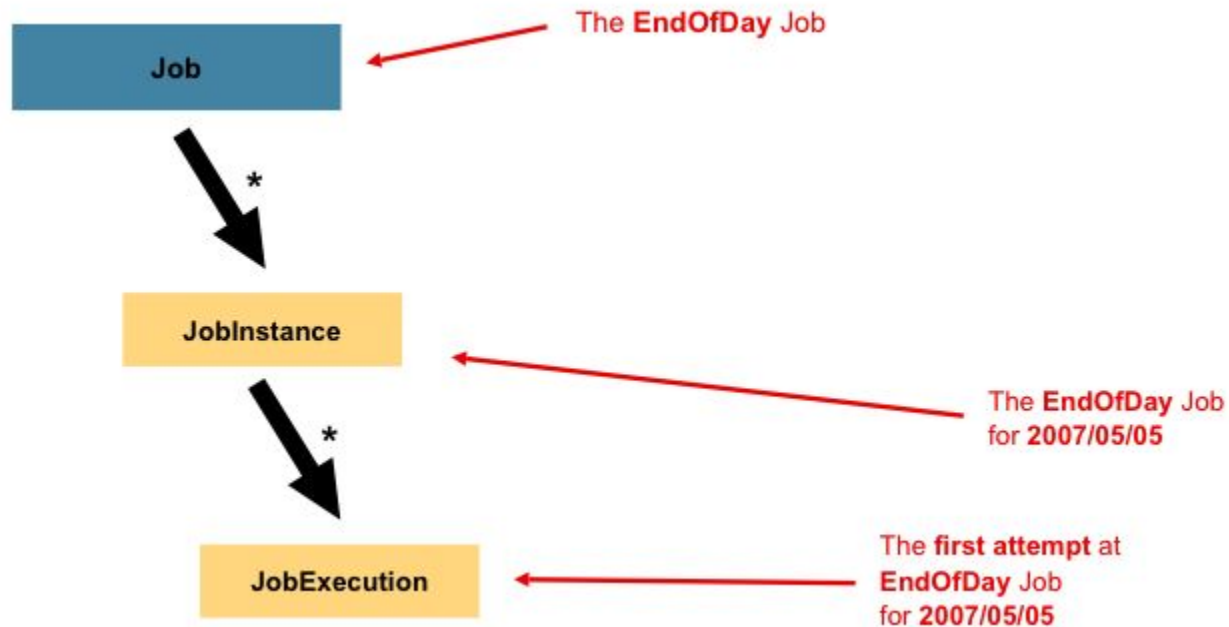 The EndOfDay Job
Job
*
JobInstance
The EndOfDay Job
for 2007/05/05
*
JobExecution
The first attempt at
EndOfDay Job
for 2007/05/05